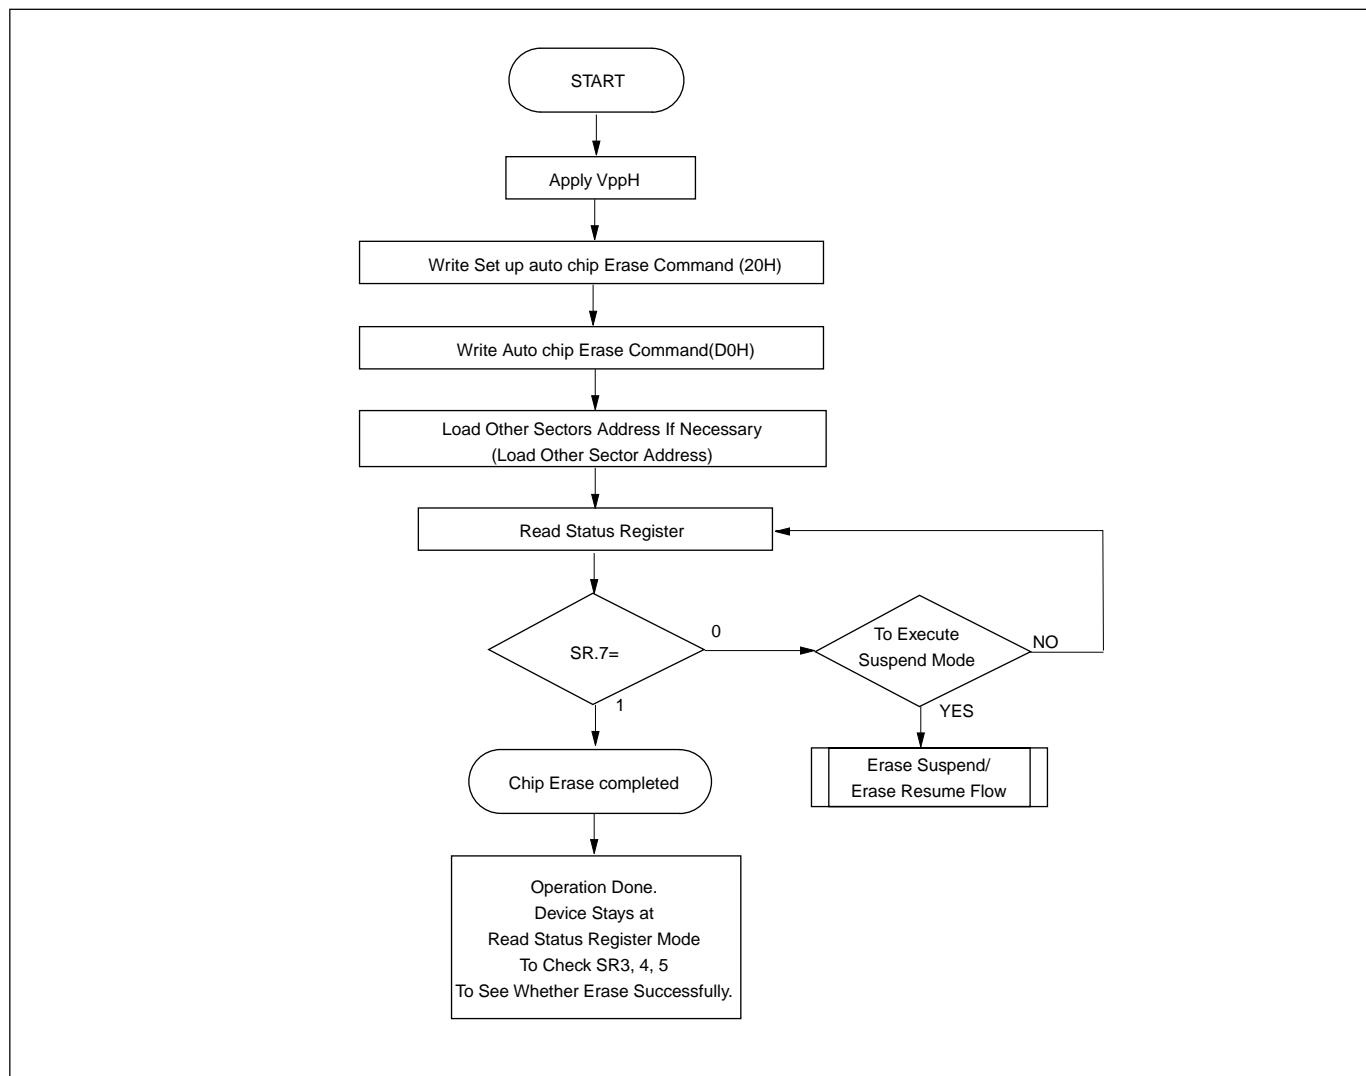 START
Apply VppH
Write Set up auto chip Erase Command (20H)
Write Auto chip Erase Command(D0H)
Load Other Sectors Address If Necessary
(Load Other Sector Address)
Read Status Register
SR.7=
0
1
To Execute
Suspend Mode
NO
YES
Erase Suspend/
Erase Resume Flow
Chip Erase completed
Operation Done.
Device Stays at
Read Status Register Mode
To Check SR3, 4, 5
To See Whether Erase Successfully.